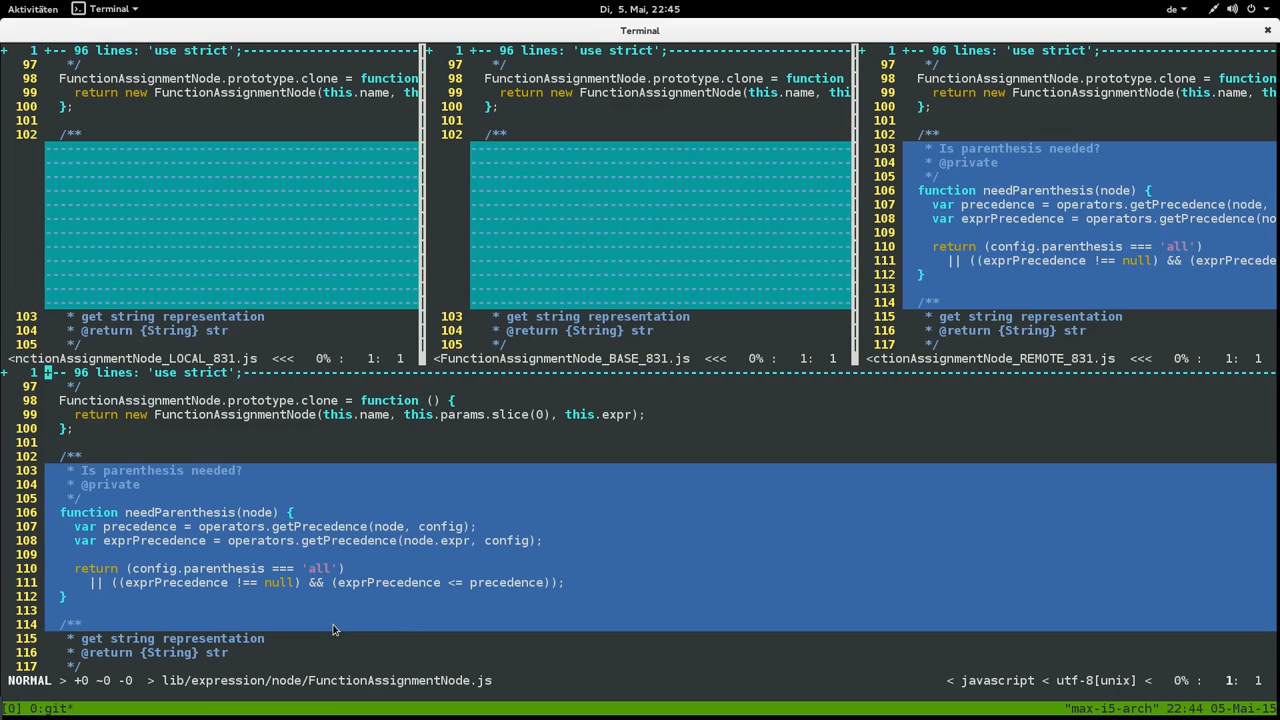 Aktivitäten Terminal Di, 5. Mai, 22:45 de
Terminal ×
+ 1 +-- 96 lines: 'use strict';------------------------
97 */
98 FunctionAssignmentNode.prototype.clone = function
99 return new FunctionAssignmentNode(this.name, th
100 };
101
102 /**
103 * get string representation
104 * @return {String} str
105 */
<nctionAssignmentNode_LOCAL_831.js <<< 0% : 1: 1
+ 1 +-- 96 lines: 'use strict';-------------------------
97 */
98 FunctionAssignmentNode.prototype.clone = function
99 return new FunctionAssignmentNode(this.name, thi
100 };
101
102 /**
103 * get string representation
104 * @return {String} str
105 */
<FunctionAssignmentNode_BASE_831.js <<< 0% : 1: 1
+ 1 +-- 96 lines: 'use strict';------------------------
97 */
98 FunctionAssignmentNode.prototype.clone = function
99 return new FunctionAssignmentNode(this.name, th
100 };
101
102 /**
103 * Is parenthesis needed?
104 * @private
105 */
106 function needParenthesis(node) {
107 var precedence = operators.getPrecedence(node,
108 var exprPrecedence = operators.getPrecedence(no
109
110 return (config.parenthesis === 'all')
111 || ((exprPrecedence !== null) && (exprPrecede
112 }
113
114 /**
115 * get string representation
116 * @return {String} str
117 */
<ctionAssignmentNode_REMOTE_831.js <<< 0% : 1: 1
+ 1 +-- 96 lines: 'use strict';----------------------------------------------------------------------------------------------------------------------------------------------
97 */
98 FunctionAssignmentNode.prototype.clone = function () {
99 return new FunctionAssignmentNode(this.name, this.params.slice(0), this.expr);
100 };
101
102 /**
103 * Is parenthesis needed?
104 * @private
105 */
106 function needParenthesis(node) {
107 var precedence = operators.getPrecedence(node, config);
108 var exprPrecedence = operators.getPrecedence(node.expr, config);
109
110 return (config.parenthesis === 'all')
111 || ((exprPrecedence !== null) && (exprPrecedence <= precedence));
112 }
113
114 /**
115 * get string representation
116 * @return {String} str
117 */
NORMAL > +0 ~0 -0 > lib/expression/node/FunctionAssignmentNode.js < javascript < utf-8[unix] < 0% : 1: 1
[0] 0:git* "max-i5-arch" 22:44 05-Mai-15